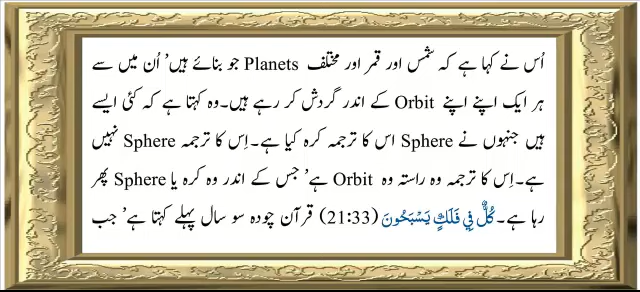 اُس نے کہا ہے کہ شمس اور قمر اور مختلف Planets جو بنائے ہیں’ اُن میں سے
ہر ایک اپنے اپنے Orbit کے اندر گردش کر رہے ہیں۔وہ کہتا ہے کہ کئی ایسے
ہیں جنہوں نے Sphere اس کا ترجمہ کرہ کیا ہے۔اِس کا ترجمہ Sphere نہیں
ہے۔اِس کا ترجمہ وہ راستہ وہ Orbit ہے’ جس کے اندر وہ کرہ یا Sphere پھر
رہا ہے۔ كُلٌّ فِي فَلَكٍ يَسْبَحُونَ (21:33) قرآن چودہ سو سال پہلے کہتا ہے’ جب